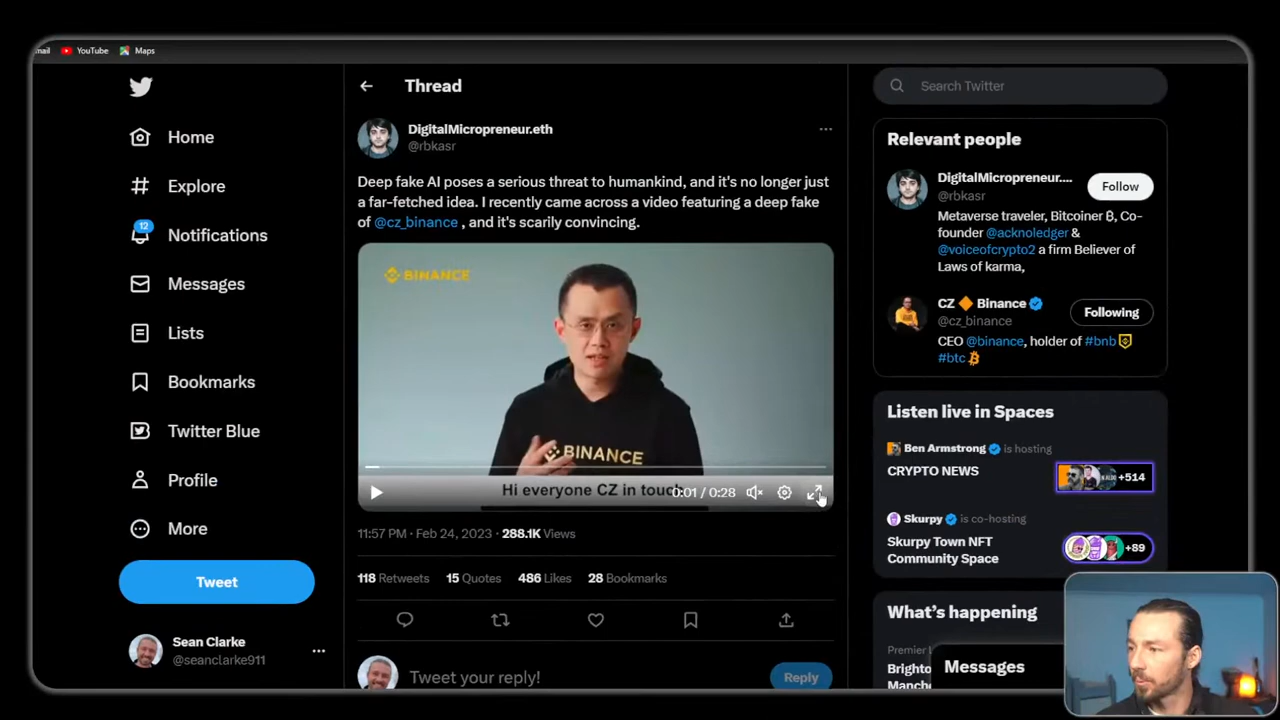 mail YouTube Maps
Thread
Search Twitter
DigitalMicropreneur.eth
@rbkasr
Deep fake AI poses a serious threat to humankind, and it's no longer just
a far-fetched idea. I recently came across a video featuring a deep fake
of @cz_binance , and it's scarily convincing.
BINANCE
BINANCE
Hi everyone CZ in touch
0:01 / 0:28
11:57 PM · Feb 24, 2023 · 288.1K Views
118 Retweets 15 Quotes 486 Likes 28 Bookmarks
Tweet your reply!
Reply
Home
Explore
12
Notifications
Messages
Lists
Bookmarks
Twitter Blue
Profile
More
Tweet
Sean Clarke
@seanclarke911
Relevant people
DigitalMicropreneur....
@rbkasr
Follow
Metaverse traveler, Bitcoiner ₿, Co-
founder @acknoledger &
@voiceofcrypto2 a firm Believer of
Laws of karma,
CZ 🔶 Binance
@cz_binance
Following
CEO @binance, holder of #bnb
#btc
Listen live in Spaces
Ben Armstrong is hosting
CRYPTO NEWS
+514
Skurpy is co-hosting
Skurpy Town NFT
Community Space
+89
What's happening
Premier L
Brighto
Manche
Messages